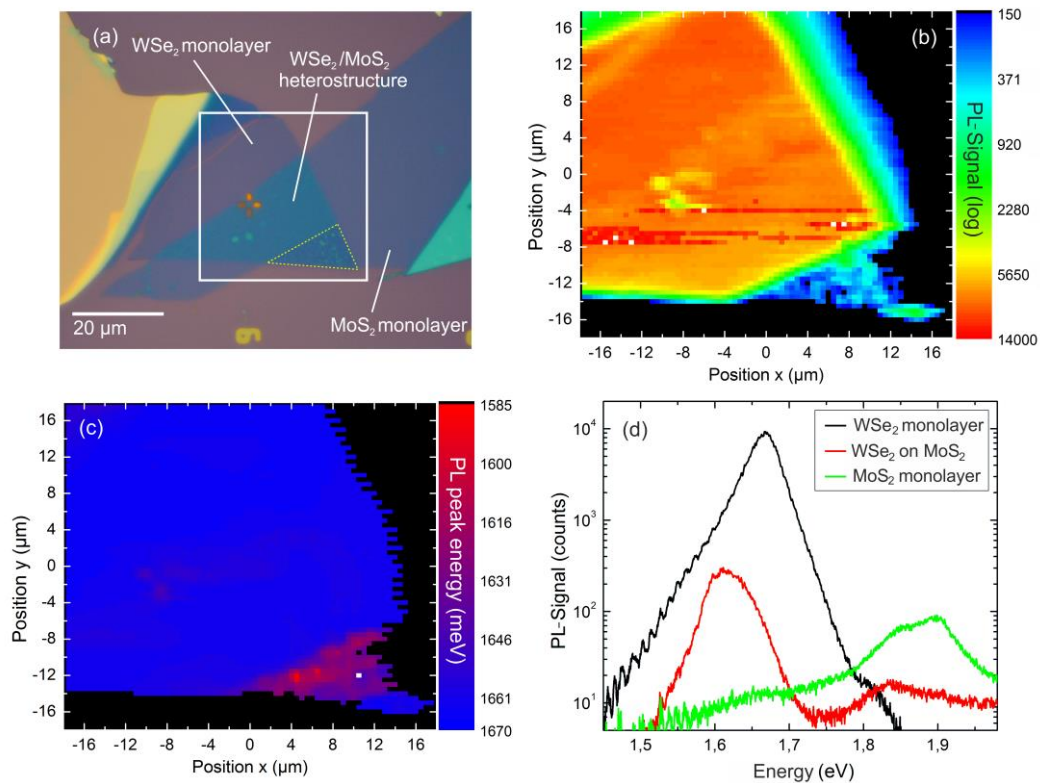 (a)
WSe₂ monolayer
WSe₂/MoS₂
heterostructure
MoS₂ monolayer
20 µm
(b)
16
12
8
4
0
-4
-8
-12
-16
Position y (µm)
-16 -12 -8 -4 0 4 8 12 16
Position x (µm)
150
371
920
2280
5650
14000
PL-Signal (log)
(c)
16
12
8
4
0
-4
-8
-12
-16
Position y (µm)
-16 -12 -8 -4 0 4 8 12 16
Position x (µm)
1585
1600
1616
1631
1646
1661
1670
PL peak energy (meV)
(d)
WSe₂ monolayer
WSe₂ on MoS₂
MoS₂ monolayer
10⁴
10³
10²
10¹
PL-Signal (counts)
1,5 1,6 1,7 1,8 1,9
Energy (eV)